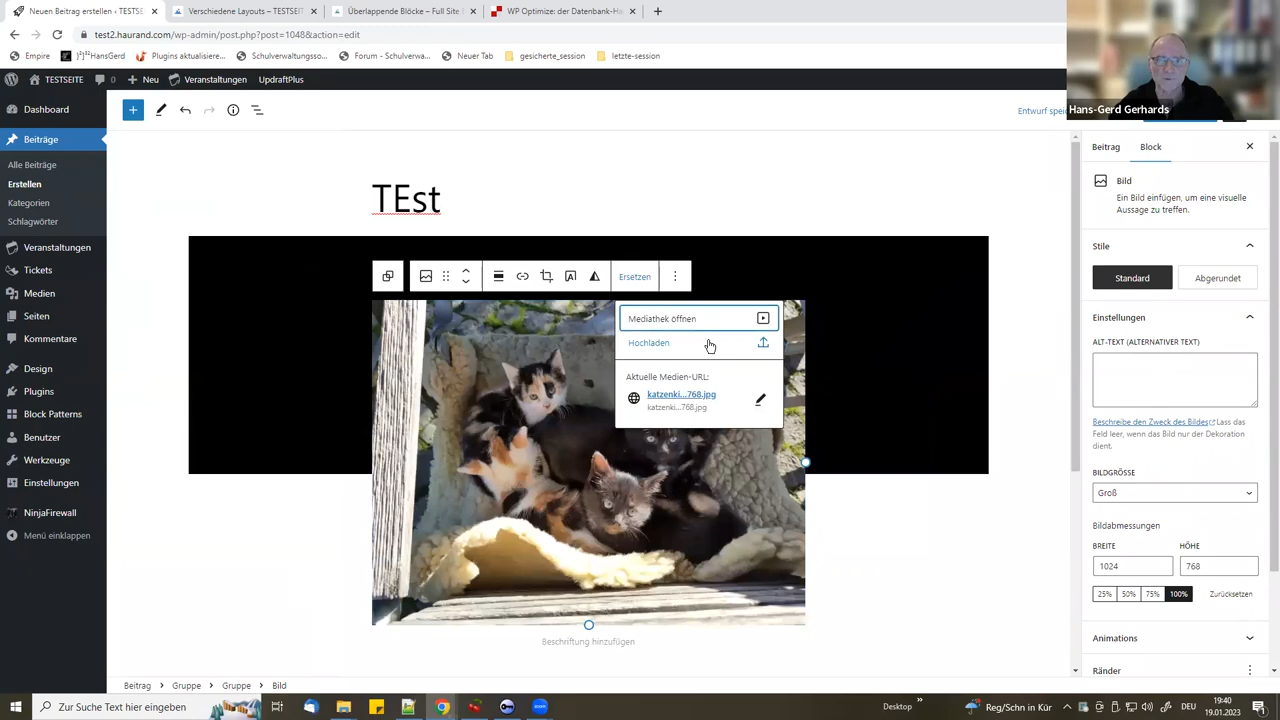 Neuen Beitrag erstellen ‹ TESTSE
Verschiedene Layouts – TESTSEIT
Überlappende Blöcke – Full Site
WP Optimize: der Datenbank-Ha
test2.haurand.com/wp-admin/post.php?post=1048&action=edit
Empire
}²]³²HansGerd
Plugins aktualisiere...
Schulverwaltungsso...
Forum - Schulverwa...
Neuer Tab
gesicherte_session
letzte-session
TESTSEITE
0
Neu
Veranstaltungen
UpdraftPlus
Hans-Gerd Gerhards
Dashboard
Beiträge
Alle Beiträge
Erstellen
Kategorien
Schlagwörter
Veranstaltungen
Tickets
Medien
Seiten
Kommentare
Design
Plugins
Block Patterns
Benutzer
Werkzeuge
Einstellungen
NinjaFirewall
Menü einklappen
Entwurf spei
TEst
Ersetzen
Mediathek öffnen
Hochladen
Aktuelle Medien-URL:
katzenki...768.jpg
katzenki...768.jpg
Beschriftung hinzufügen
Beitrag
Block
Bild
Ein Bild einfügen, um eine visuelle
Aussage zu treffen.
Stile
Standard
Abgerundet
Einstellungen
ALT-TEXT (ALTERNATIVER TEXT)
Beschreibe den Zweck des Bildes Lass das
Feld leer, wenn das Bild nur der Dekoration
dient.
BILDGRÖSSE
Groß
Bildabmessungen
BREITE
HÖHE
1024
768
25%
50%
75%
100%
Zurücksetzen
Animations
Ränder
Beitrag > Gruppe > Gruppe > Bild
Zur Suche Text hier eingeben
Desktop
Reg/Schn in Kür
19:40
19.01.2023